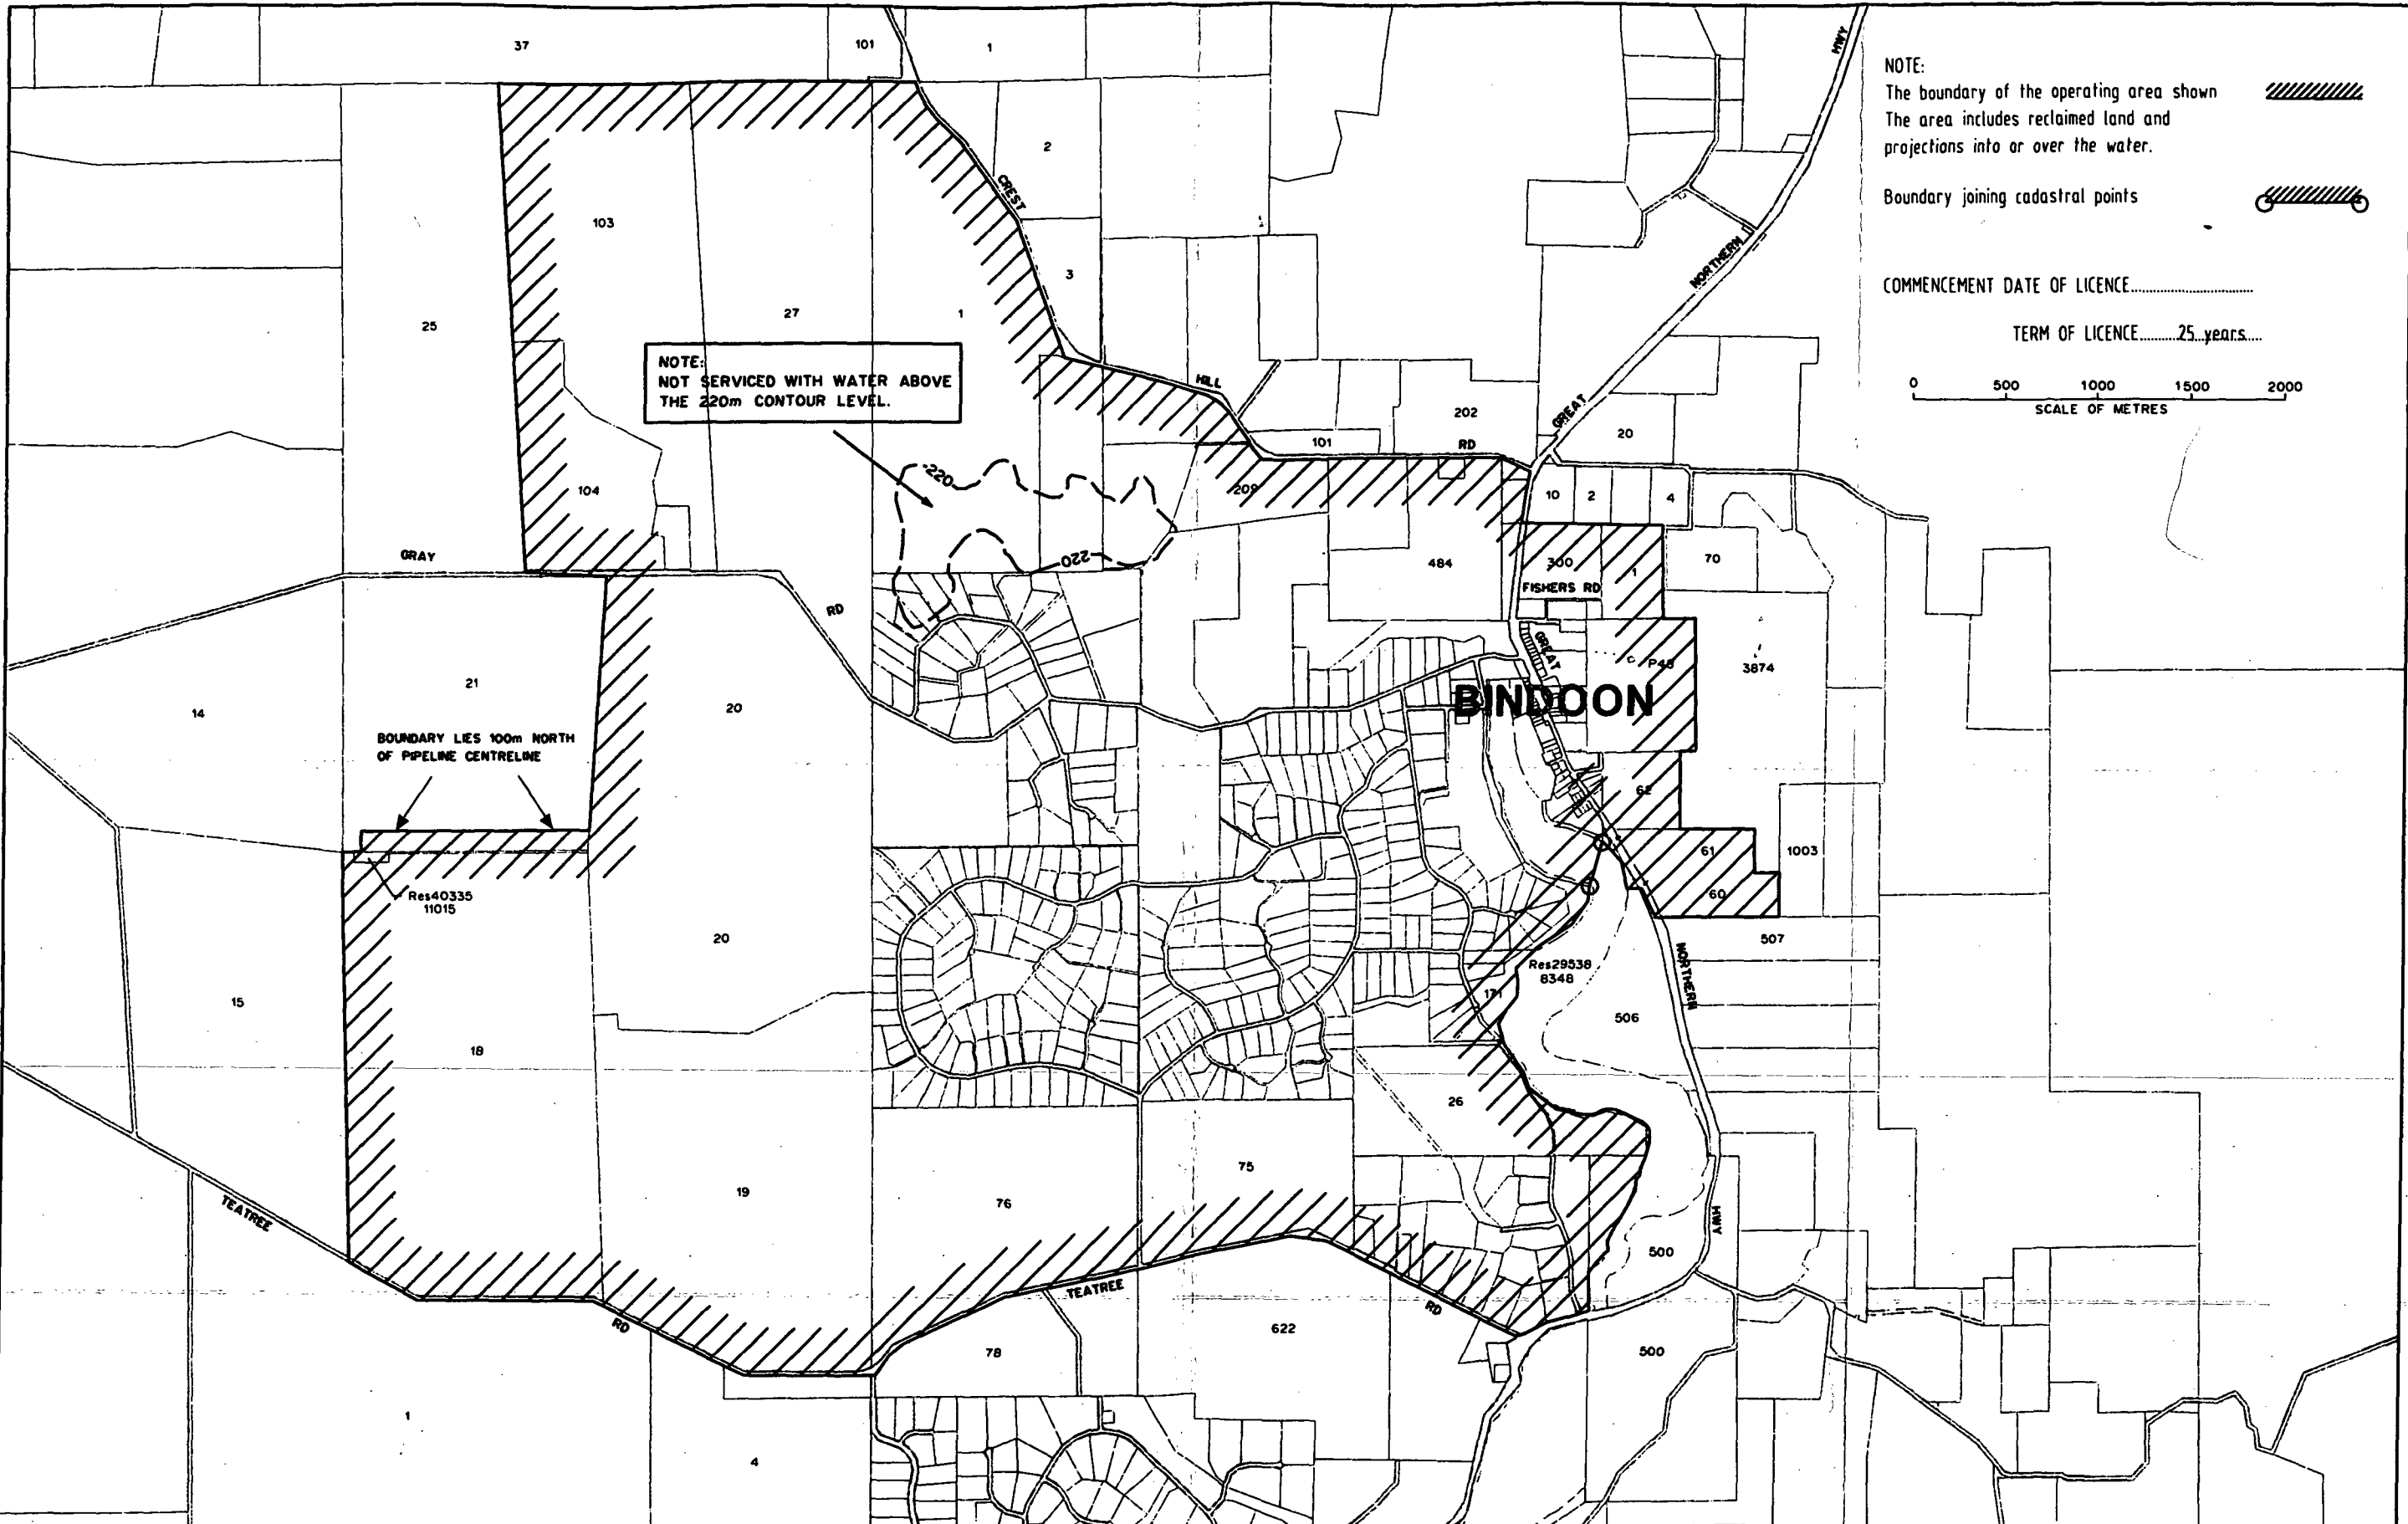 37
101
1
2
CREST
3
103
25
27
1
NOTE:
NOT SERVICED WITH WATER ABOVE
THE 220m CONTOUR LEVEL.
HILL
101
202
RD
GREAT
NORTHERN
HWY
20
NOTE:
The boundary of the operating area shown
The area includes reclaimed land and
projections into or over the water.
Boundary joining cadastral points
COMMENCEMENT DATE OF LICENCE..............................
TERM OF LICENCE.........25 years....
0 500 1000 1500 2000
SCALE OF METRES
104
220
209
220
10
2
4
484
300
1
70
FISHERS RD
GRAY
RD
GREAT
P45
3874
BINDOON
14
21
20
BOUNDARY LIES 100m NORTH
OF PIPELINE CENTRELINE
62
61
1003
60
Res40335
11015
20
507
NORTHERN
Res29538
8348
171
506
15
18
26
75
19
76
TEATREE
HWY
500
TEATREE
RD
RD
622
78
500
1
4